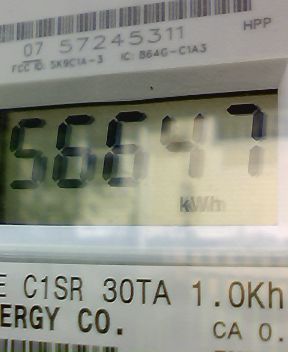 07 57245311
HPP
FCC ID: SK9C1A-3 IC: 864G-C1A3
56647
kWh
E C1SR 30TA 1.0Kh
ERGY CO.
CA 0.